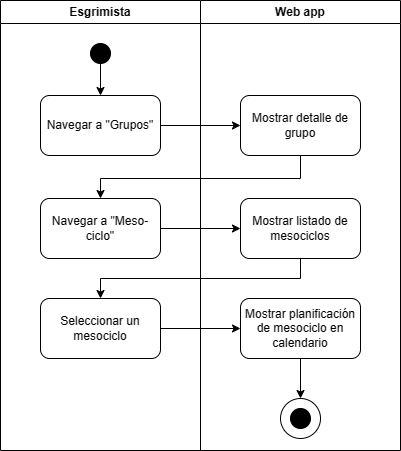 Esgrimista
Web app
Navegar a "Grupos"
Mostrar detalle de
grupo
Navegar a "Meso-
ciclo"
Mostrar listado de
mesociclos
Seleccionar un
mesociclo
Mostrar planificación
de mesociclo en
calendario